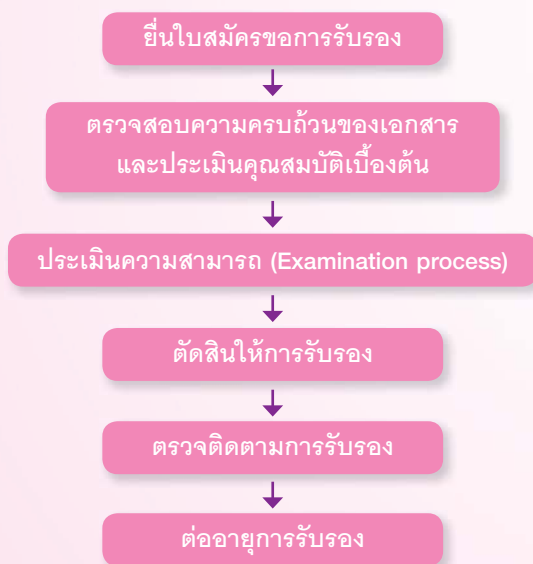 ยื่นใบสมัครขอการรับรอง
ตรวจสอบความครบถ้วนของเอกสาร
และประเมินคุณสมบัติเบื้องต้น
ประเมินความสามารถ (Examination process)
ตัดสินให้การรับรอง
ตรวจติดตามการรับรอง
ต่ออายุการรับรอง